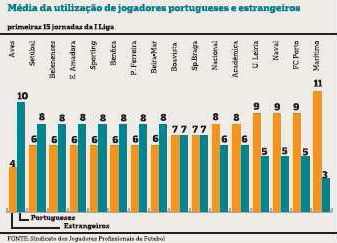 Média da utilização de jogadores portugueses e estrangeiros
primeiras 15 jornadas da I Liga
Aves
Setúbal
Belenenses
E. Amadora
Sporting
Benfica
P. Ferreira
Beira-Mar
Boavista
Sp.Braga
Nacional
Académica
U. Leiria
Naval
FC Porto
Marítimo
4 10
6 8
6 8
6 8
6 8
6 8
6 8
6 8
7 7
7 7
8 6
8 6
9 5
9 5
9 5
11 3
Portugueses
Estrangeiros
FONTE: Sindicato dos Jogadores Profissionais de Futebol